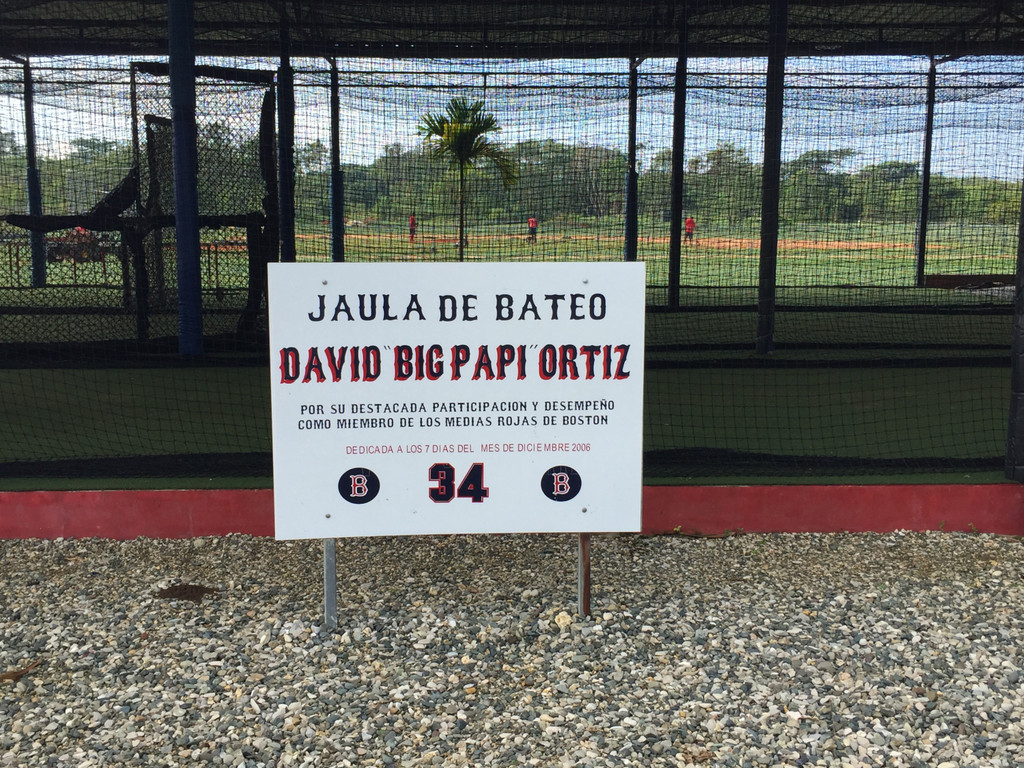 JAULA DE BATEO
DAVID "BIG PAPI" ORTIZ
POR SU DESTACADA PARTICIPACION Y DESEMPEÑO
COMO MIEMBRO DE LOS MEDIAS ROJAS DE BOSTON
DEDICADA A LOS 7 DIAS DEL MES DE DICIEMBRE 2006
B 34 B